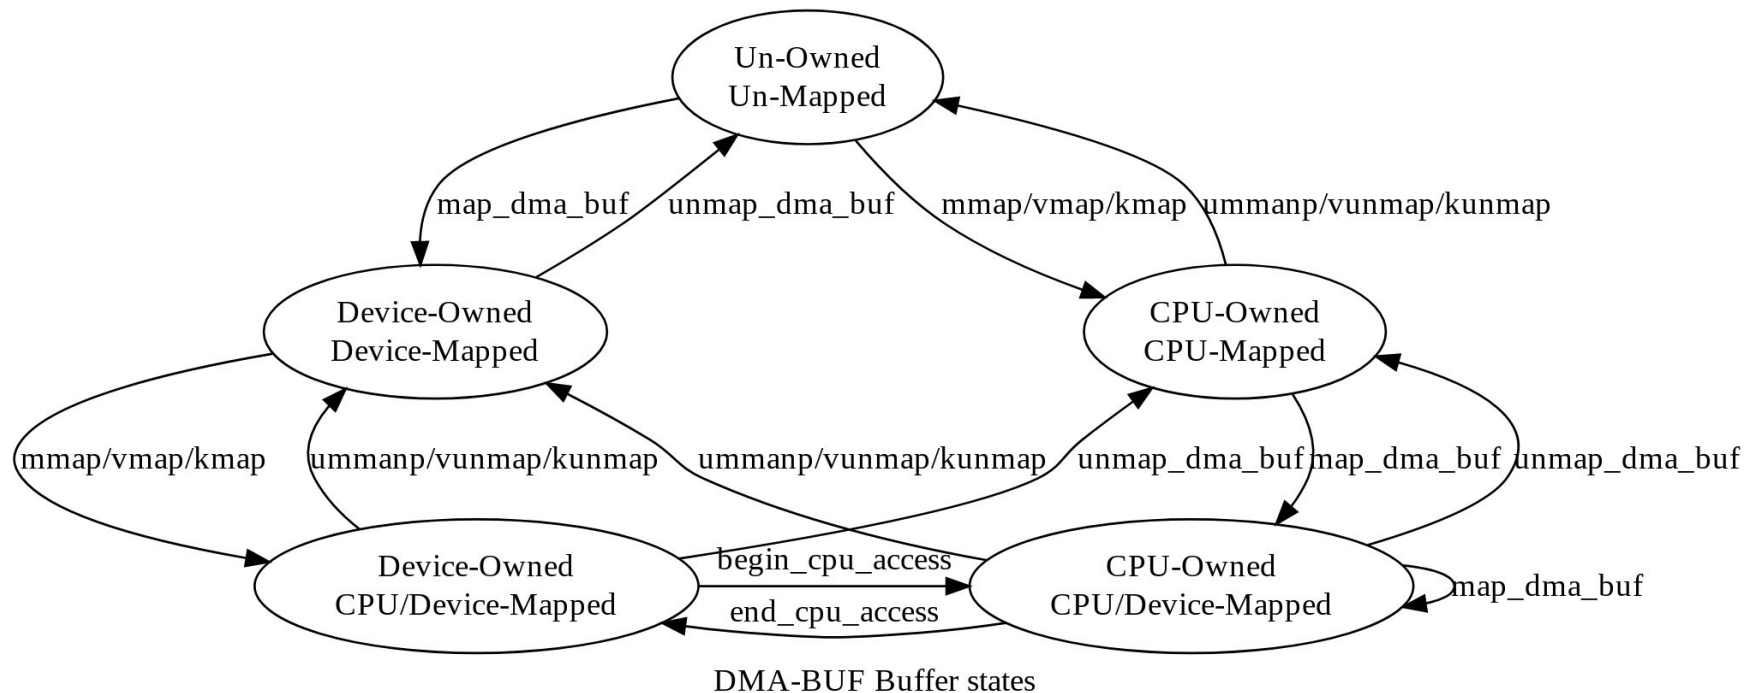 Un-Owned
Un-Mapped
map_dma_buf
unmap_dma_buf
mmap/vmap/kmap
ummanp/vunmap/kunmap
Device-Owned
Device-Mapped
CPU-Owned
CPU-Mapped
mmap/vmap/kmap
ummanp/vunmap/kunmap
ummanp/vunmap/kunmap
unmap_dma_buf
map_dma_buf
unmap_dma_buf
Device-Owned
CPU/Device-Mapped
begin_cpu_access
end_cpu_access
CPU-Owned
CPU/Device-Mapped
map_dma_buf
DMA-BUF Buffer states